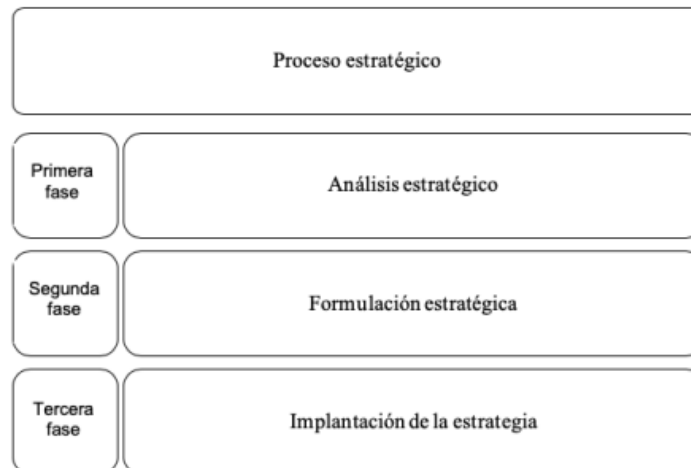 Proceso estratégico
Primera
fase
Análisis estratégico
Segunda
fase
Formulación estratégica
Tercera
fase
Implantación de la estrategia